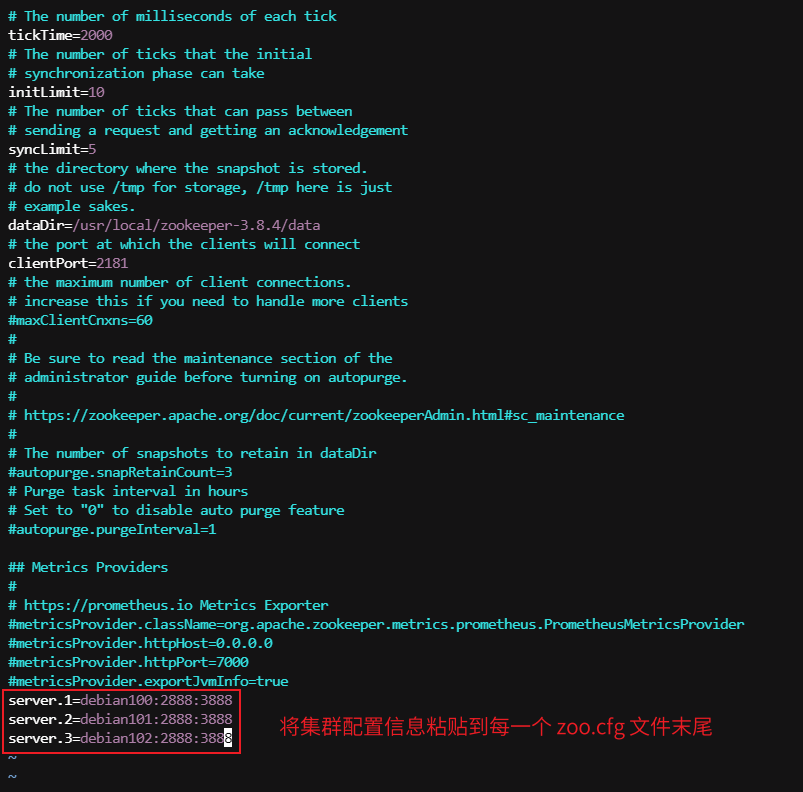 # The number of milliseconds of each tick
tickTime=2000
# The number of ticks that the initial
# synchronization phase can take
initLimit=10
# The number of ticks that can pass between
# sending a request and getting an acknowledgement
syncLimit=5
# the directory where the snapshot is stored.
# do not use /tmp for storage, /tmp here is just
# example sakes.
dataDir=/usr/local/zookeeper-3.8.4/data
# the port at which the clients will connect
clientPort=2181
# the maximum number of client connections.
# increase this if you need to handle more clients
#maxClientCnxns=60
#
# Be sure to read the maintenance section of the
# administrator guide before turning on autopurge.
#
# https://zookeeper.apache.org/doc/current/zookeeperAdmin.html#sc_maintenance
#
# The number of snapshots to retain in dataDir
#autopurge.snapRetainCount=3
# Purge task interval in hours
# Set to "0" to disable auto purge feature
#autopurge.purgeInterval=1

## Metrics Providers
#
# https://prometheus.io Metrics Exporter
#metricsProvider.className=org.apache.zookeeper.metrics.prometheus.PrometheusMetricsProvider
#metricsProvider.httpHost=0.0.0.0
#metricsProvider.httpPort=7000
#metricsProvider.exportJvmInfo=true
server.1=debian100:2888:3888
server.2=debian101:2888:3888
server.3=debian102:2888:3888
将集群配置信息粘贴到每一个 zoo.cfg 文件末尾
~
~